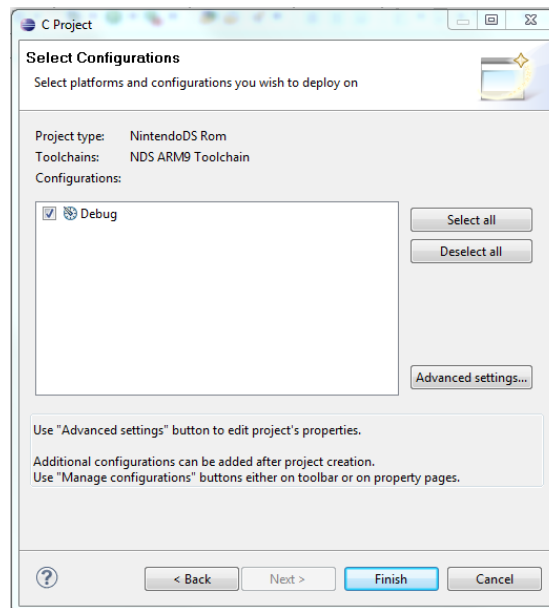 C Project
Select Configurations
Select platforms and configurations you wish to deploy on
Project type: NintendoDS Rom
Toolchains: NDS ARM9 Toolchain
Configurations:
Debug
Select all
Deselect all
Advanced settings...
Use "Advanced settings" button to edit project's properties.
Additional configurations can be added after project creation.
Use "Manage configurations" buttons either on toolbar or on property pages.
?
< Back
Next >
Finish
Cancel